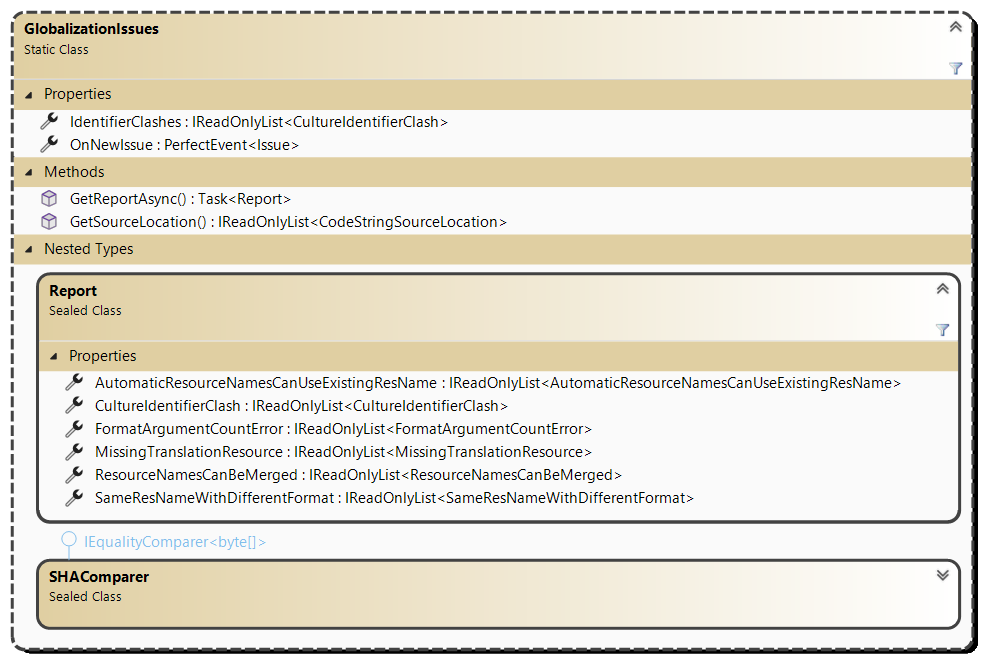 GlobalizationIssues
Static Class
Properties
IdentifierClashes : IReadOnlyList<CultureIdentifierClash>
OnNewIssue : PerfectEvent<Issue>
Methods
GetReportAsync() : Task<Report>
GetSourceLocation() : IReadOnlyList<CodeStringSourceLocation>
Nested Types
Report
Sealed Class
Properties
AutomaticResourceNamesCanUseExistingResName : IReadOnlyList<AutomaticResourceNamesCanUseExistingResName>
CultureIdentifierClash : IReadOnlyList<CultureIdentifierClash>
FormatArgumentCountError : IReadOnlyList<FormatArgumentCountError>
MissingTranslationResource : IReadOnlyList<MissingTranslationResource>
ResourceNamesCanBeMerged : IReadOnlyList<ResourceNamesCanBeMerged>
SameResNameWithDifferentFormat : IReadOnlyList<SameResNameWithDifferentFormat>
IEqualityComparer<byte[]>
SHAComparer
Sealed Class